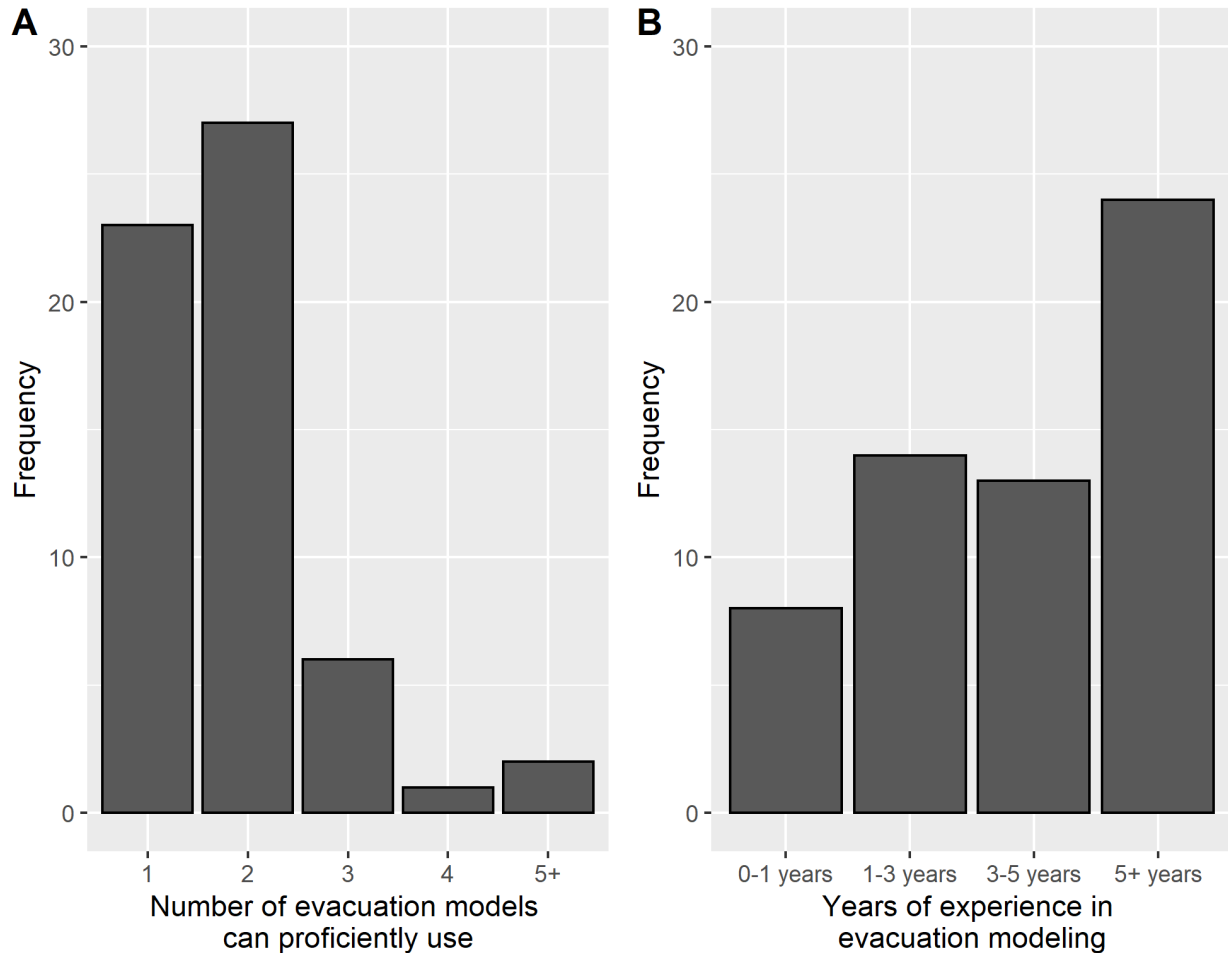 A
30
20
10
0
Frequency
1 2 3 4 5+
Number of evacuation models
can proficiently use
B
30
20
10
0
Frequency
0-1 years 1-3 years 3-5 years 5+ years
Years of experience in
evacuation modeling